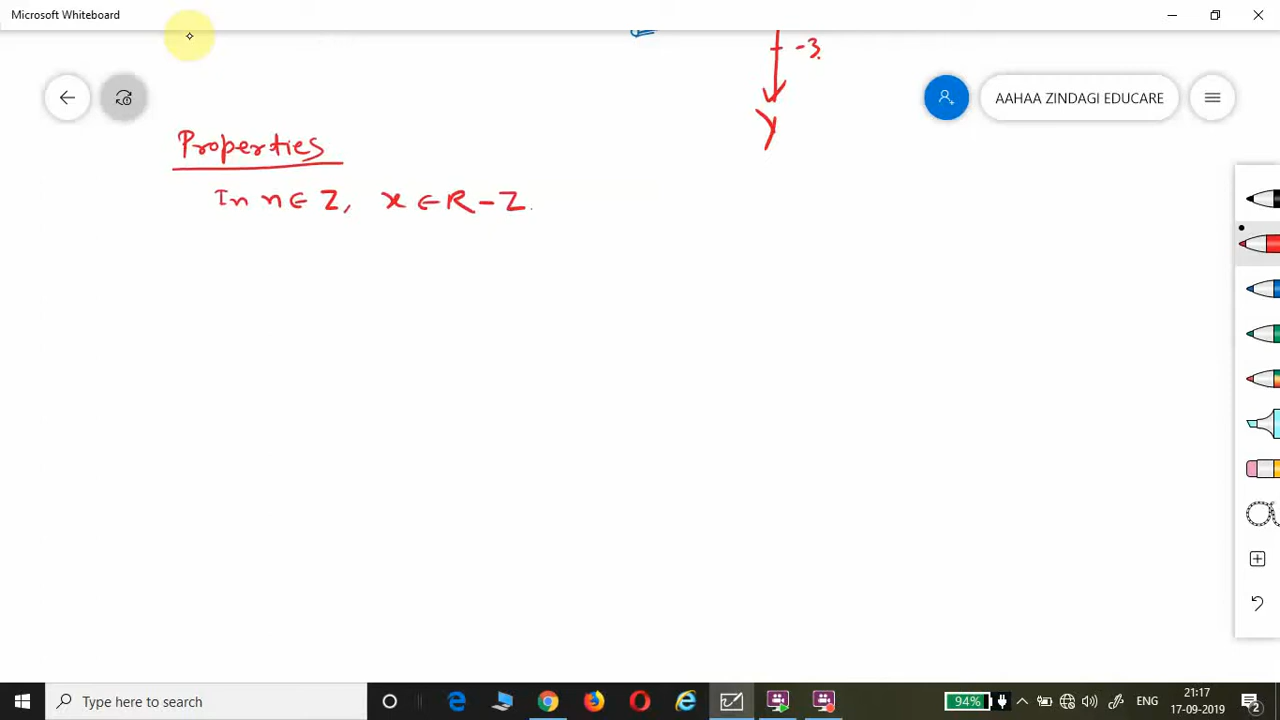 Microsoft Whiteboard
-3
AAHAA ZINDAGI EDUCARE
Y
Properties
In n ∈ Z, x ∈ R - Z.
Type here to search
94%
ENG
21:17
17-09-2019
2